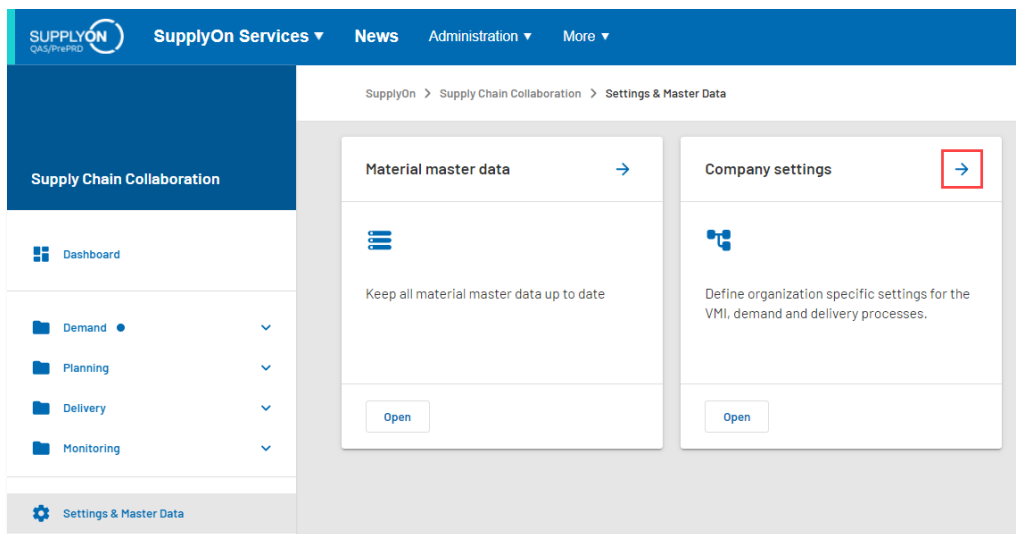 SUPPLYON
QAS/PrePRD
SupplyOn Services ▼ News Administration ▼ More ▼
SupplyOn > Supply Chain Collaboration > Settings & Master Data
Supply Chain Collaboration
Dashboard
Demand
Planning
Delivery
Monitoring
Settings & Master Data
Material master data
Keep all material master data up to date
Open
Company settings
Define organization specific settings for the
VMI, demand and delivery processes.
Open